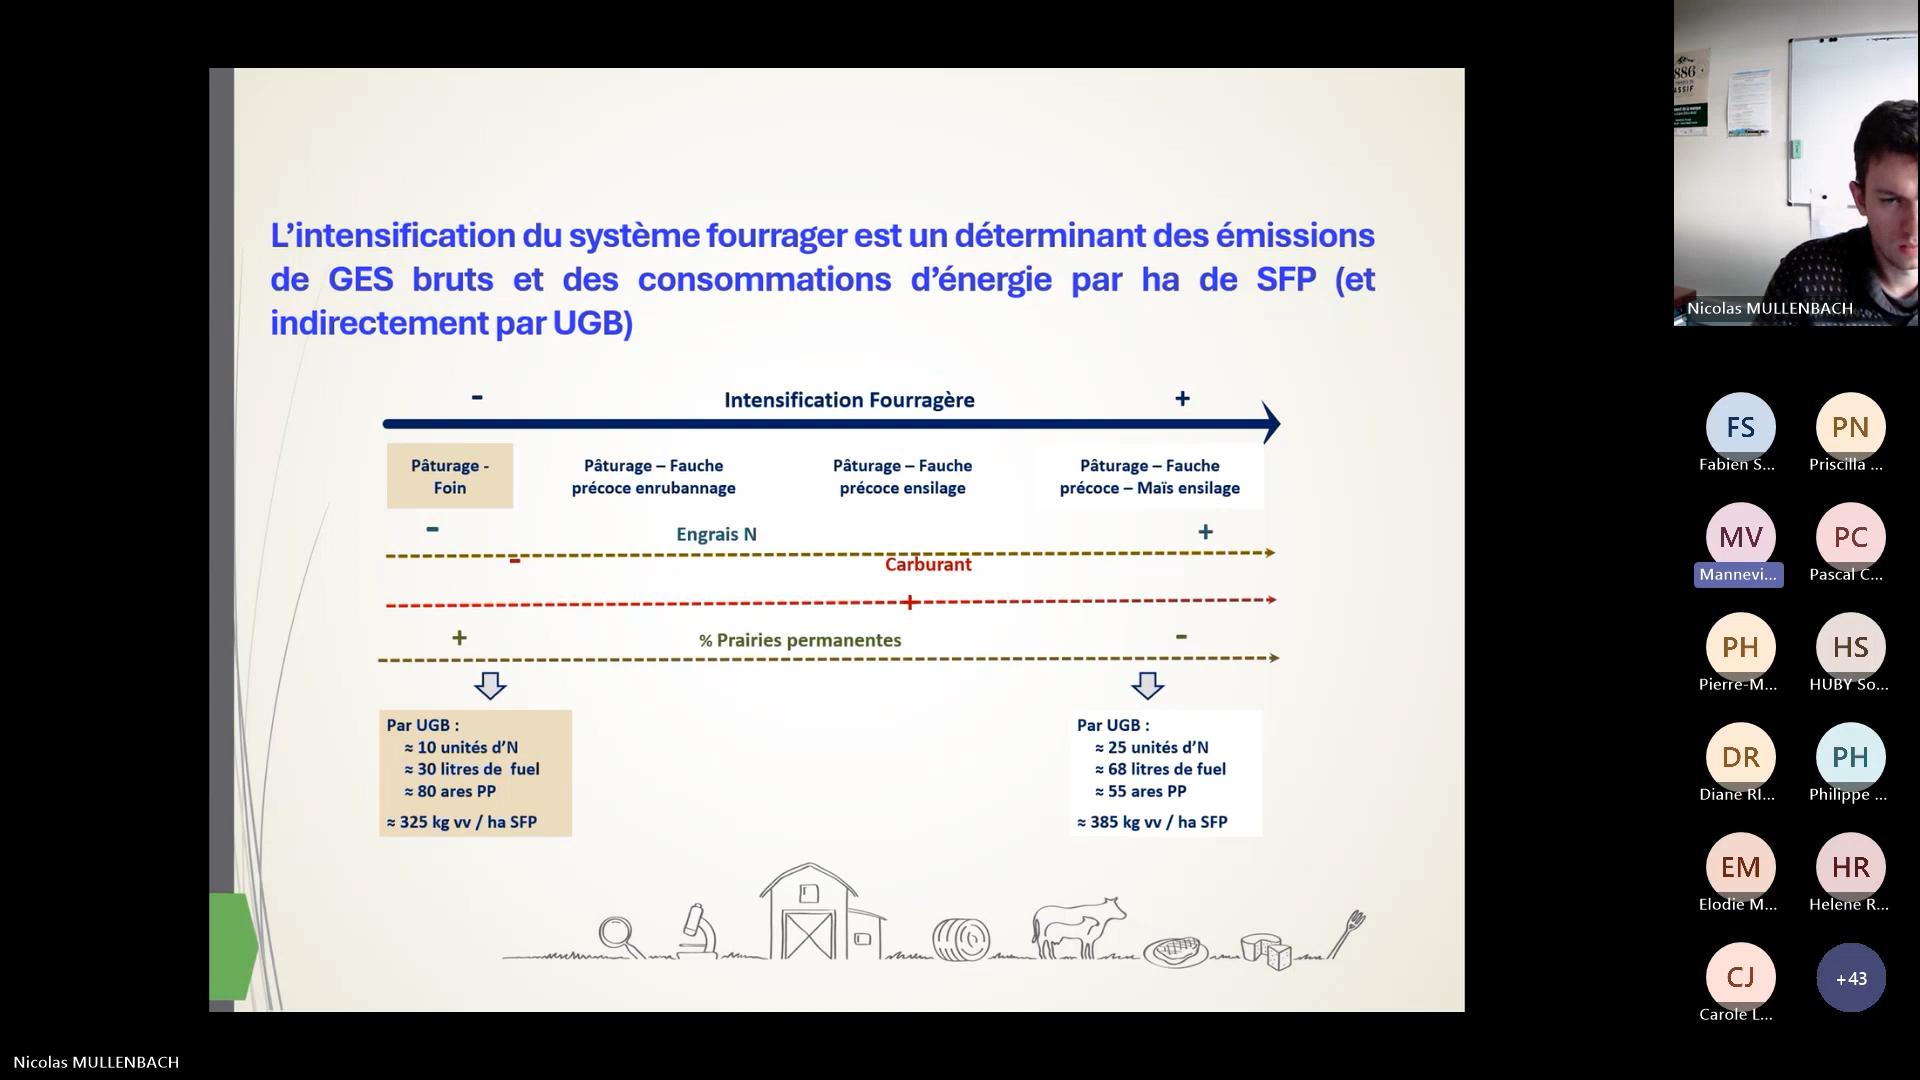 L’intensification du système fourrager est un déterminant des émissions
de GES bruts et des consommations d’énergie par ha de SFP (et
indirectement par UGB)
- Intensification Fourragère +
Pâturage -
Foin
Pâturage – Fauche
précoce enrubannage
Pâturage – Fauche
précoce ensilage
Pâturage – Fauche
précoce – Maïs ensilage
- Engrais N +
- Carburant
+
+ % Prairies permanentes -
Par UGB :
≈ 10 unités d’N
≈ 30 litres de fuel
≈ 80 ares PP
≈ 325 kg vv / ha SFP
Par UGB :
≈ 25 unités d’N
≈ 68 litres de fuel
≈ 55 ares PP
≈ 385 kg vv / ha SFP
886
ASSIF
Nicolas MULLENBACH
FS
Fabien S...
PN
Priscilla ...
MV
Mannevi...
PC
Pascal C...
PH
Pierre-M...
HS
HUBY So...
DR
Diane RI...
PH
Philippe ...
EM
Elodie M...
HR
Helene R...
CJ
Carole L...
+43
Nicolas MULLENBACH